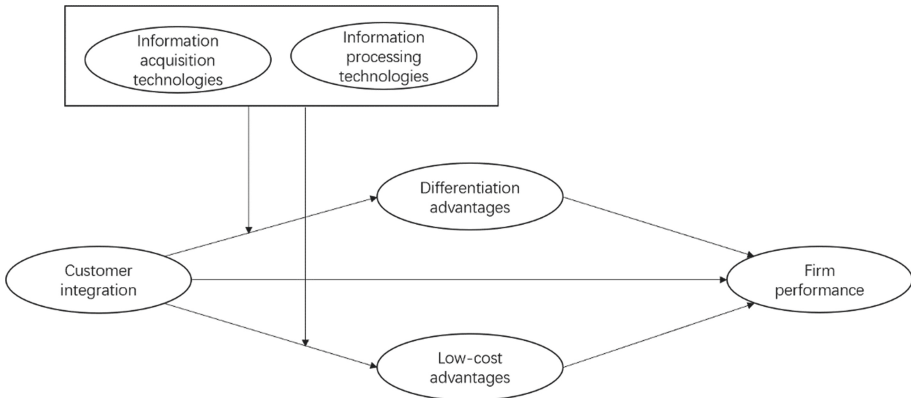 Information
acquisition
technologies
Information
processing
technologies
Differentiation
advantages
Customer
integration
Firm
performance
Low-cost
advantages